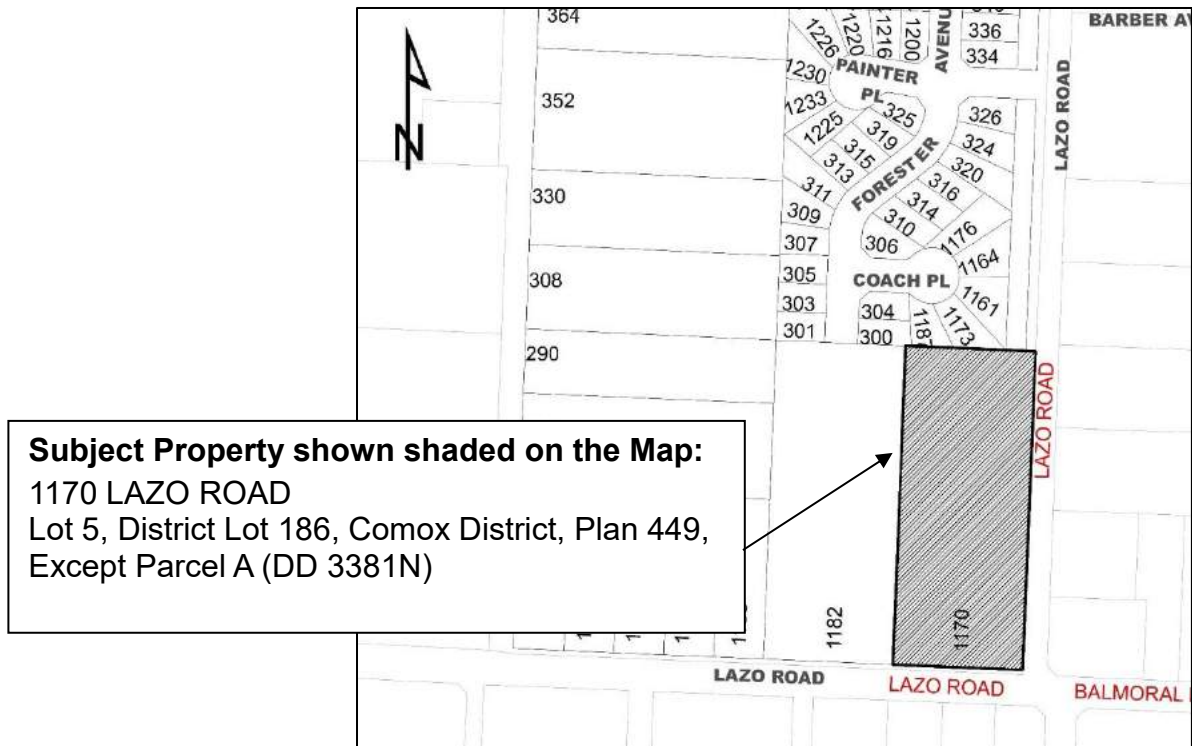 364
352
330
308
290
1226
1220
1216
1200
AVENU
336
334
BARBER AV
1230
PAINTER
PL
1233
325
1225
319
315
313
326
324
320
311
FORESTER
316
309
314
310
307
306
1176
1164
305
COACH PL
1161
303
304
301
300
1187
1173
LAZO ROAD
LAZO ROAD
N
Subject Property shown shaded on the Map:
1170 LAZO ROAD
Lot 5, District Lot 186, Comox District, Plan 449,
Except Parcel A (DD 3381N)
1182
1170
LAZO ROAD
LAZO ROAD
BALMORAL